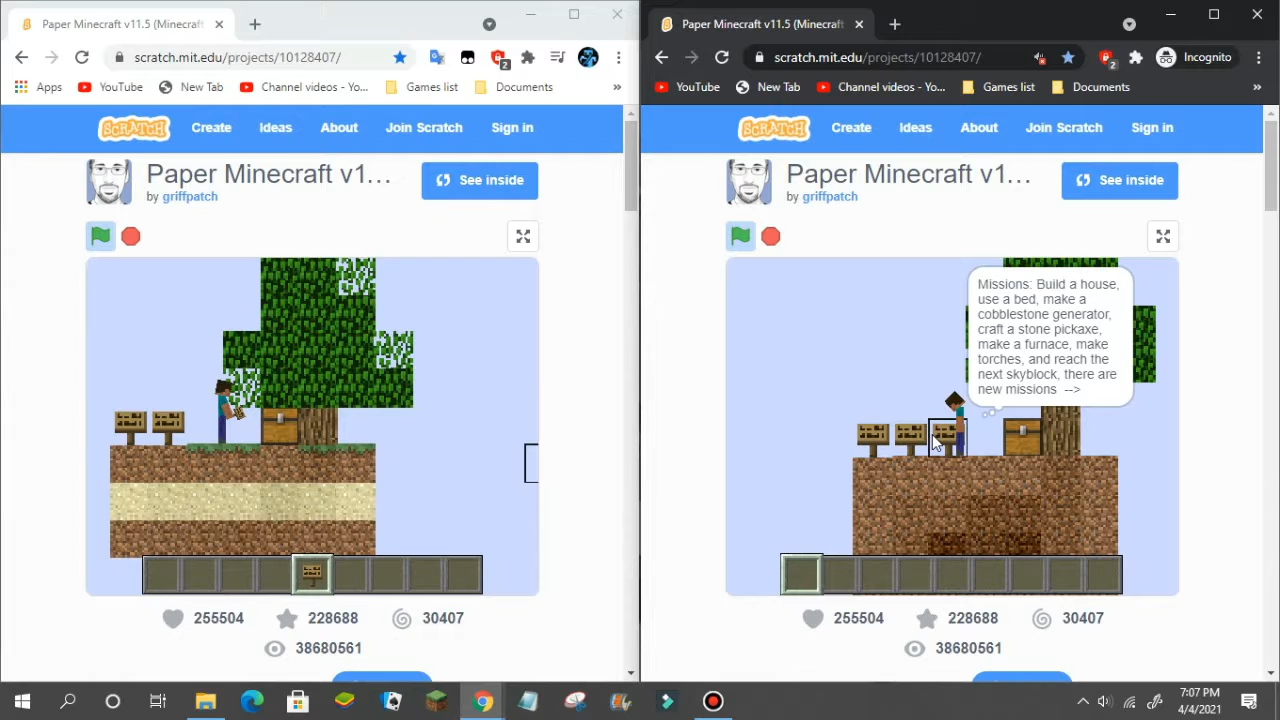 Paper Minecraft v11.5 (Minecraft
scratch.mit.edu/projects/10128407/
2
Apps
YouTube
New Tab
Channel videos - Yo...
Games list
Documents
»
SCRATCH
Create
Ideas
About
Join Scratch
Sign in
Paper Minecraft v1...
by griffpatch
See inside
255504
228688
30407
38680561
Paper Minecraft v11.5 (Minecraft
scratch.mit.edu/projects/10128407/
2
Incognito
YouTube
New Tab
Channel videos - Yo...
Games list
Documents
»
SCRATCH
Create
Ideas
About
Join Scratch
Sign in
Paper Minecraft v1...
by griffpatch
See inside
Missions: Build a house,
use a bed, make a
cobblestone generator,
craft a stone pickaxe,
make a furnace, make
torches, and reach the
next skyblock, there are
new missions -->
255504
228688
30407
38680561
7:07 PM
4/4/2021